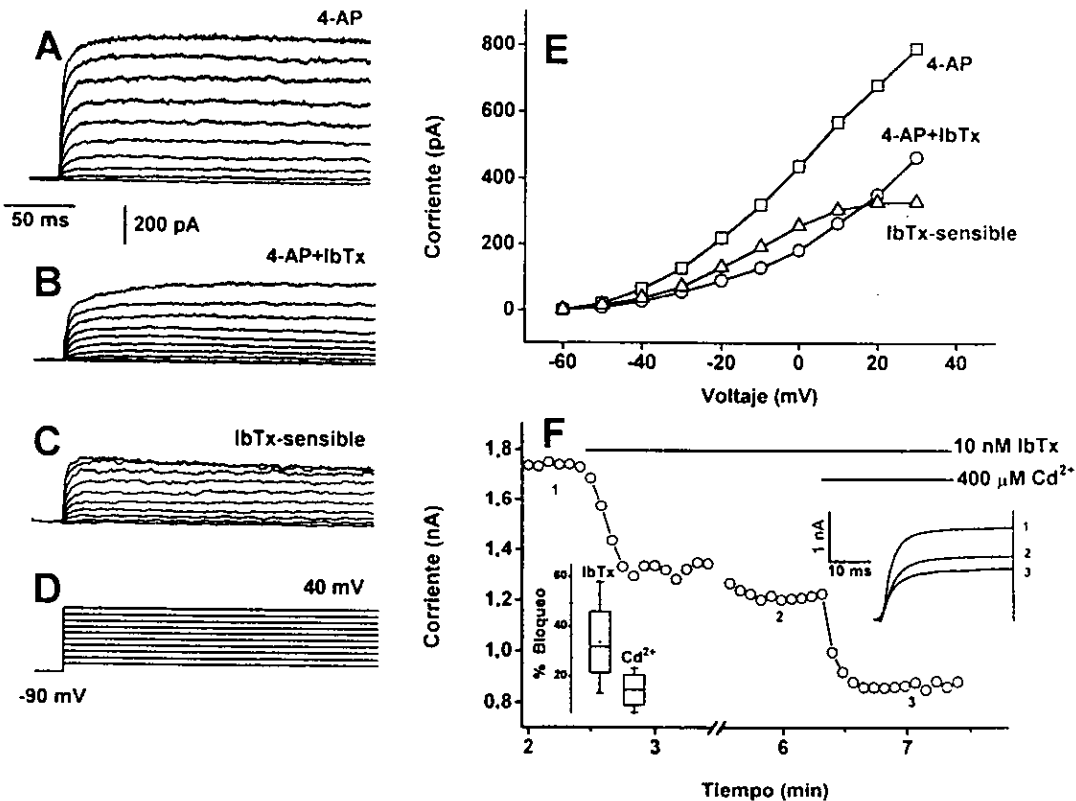 A
4-AP
50 ms
200 pA
B
4-AP+IbTx
C
IbTx-sensible
D
40 mV
-90 mV
E
Corriente (pA)
800
600
400
200
0
-60
-40
-20
0
20
40
Voltaje (mV)
4-AP
4-AP+IbTx
IbTx-sensible
F
Corriente (nA)
1.8
1.6
1.4
1.2
1.0
0.8
2
3
6
7
Tiempo (min)
10 nM IbTx
400 μM Cd²⁺
1
2
3
% Bloqueo
60
40
20
IbTx
Cd²⁺
1 nA
10 ms
1
2
3